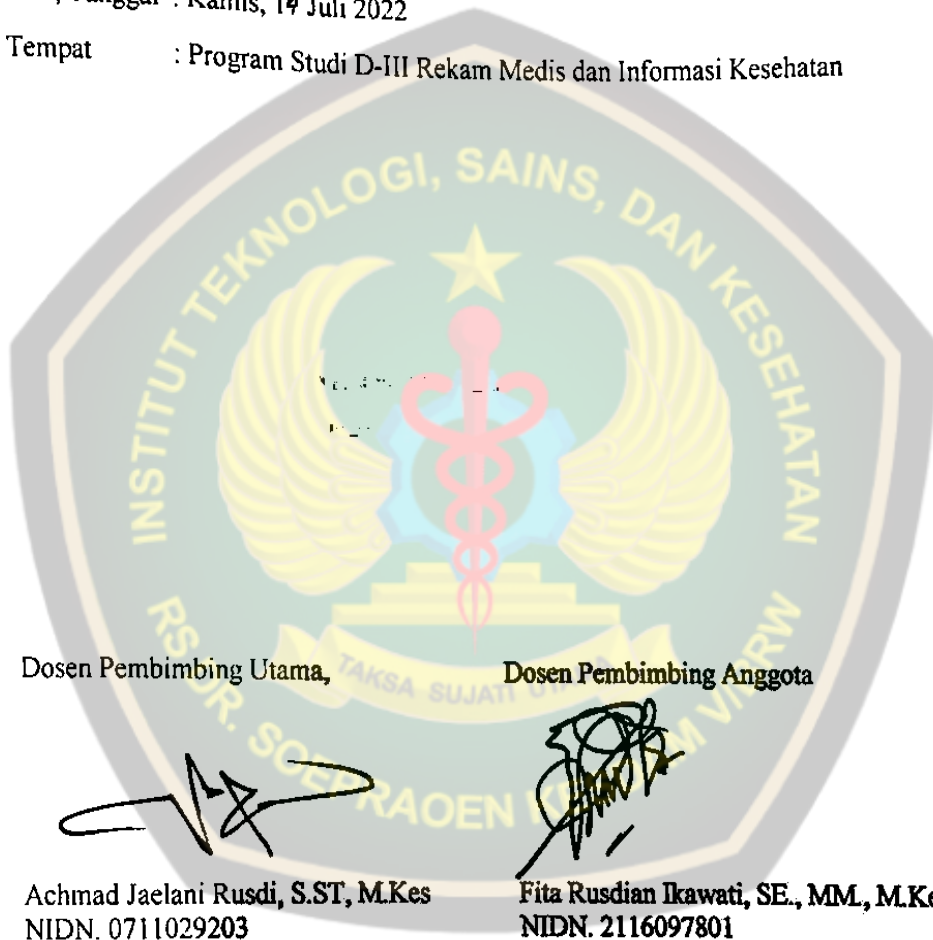 : Kamis, 14 Juli 2022
Tempat : Program Studi D-III Rekam Medis dan Informasi Kesehatan
INSTITUT TEKNOLOGI, SAINS, DAN KESEHATAN
TAKSA SUJATI
RS. DR. SOEPRAOEN
Dosen Pembimbing Utama, Dosen Pembimbing Anggota
Achmad Jaelani Rusdi, S.ST, M.Kes Fita Rusdian Ikawati, SE., MM., M.Ke
NIDN. 0711029203 NIDN. 2116097801